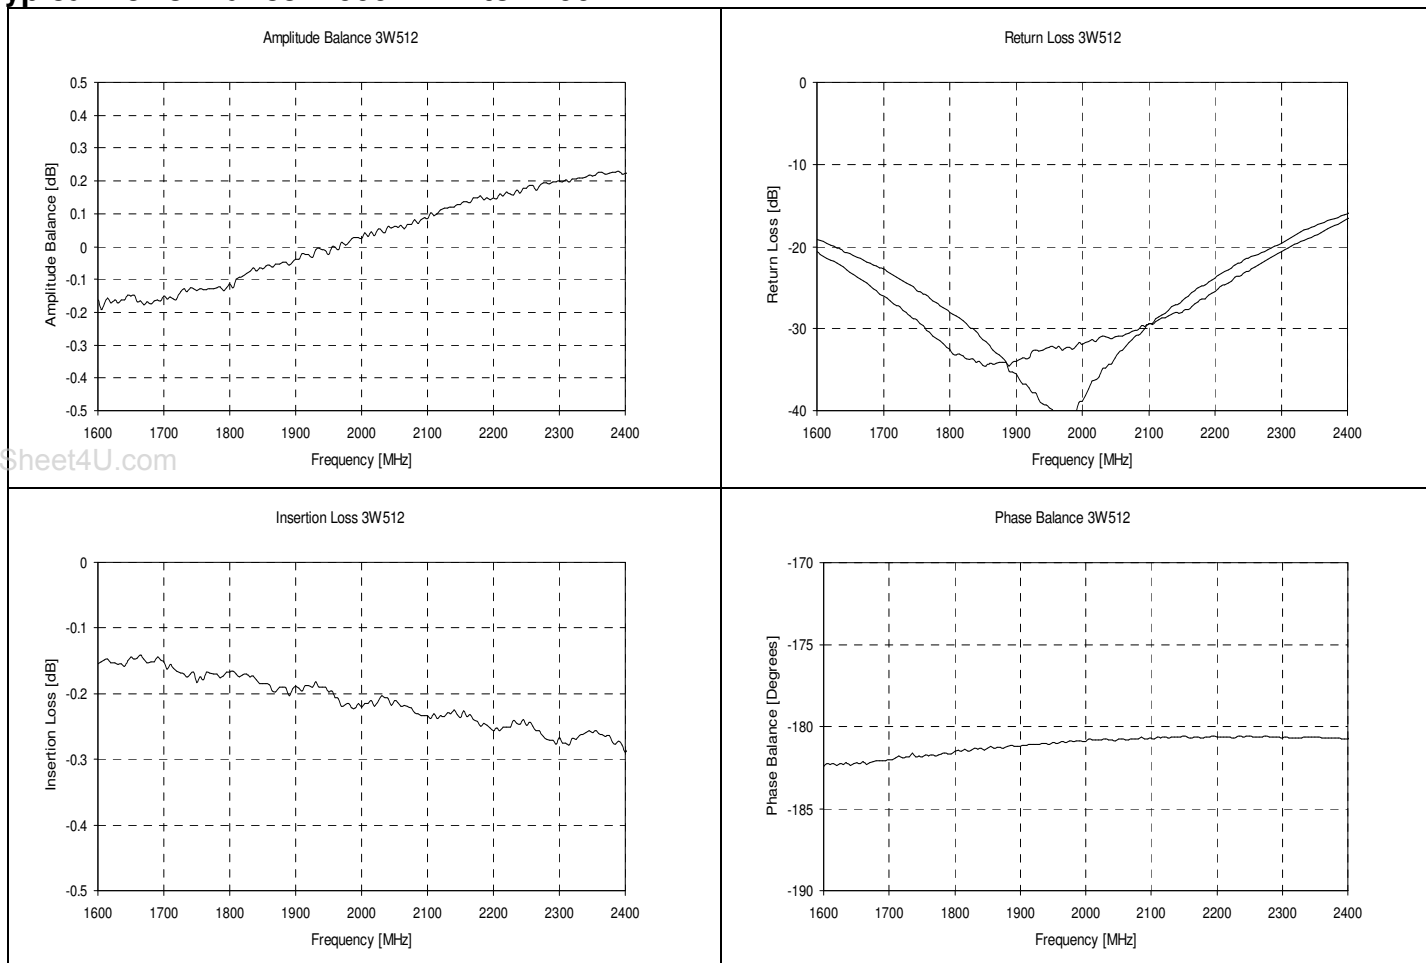 Amplitude Balance 3W512
0.5
0.4
0.3
0.2
0.1
0
-0.1
-0.2
-0.3
-0.4
-0.5
Amplitude Balance [dB]
1600 1700 1800 1900 2000 2100 2200 2300 2400
Frequency [MHz]
Return Loss 3W512
0
-10
-20
-30
-40
Return Loss [dB]
1600 1700 1800 1900 2000 2100 2200 2300 2400
Frequency [MHz]
Sheet4U.com
Insertion Loss 3W512
0
-0.1
-0.2
-0.3
-0.4
-0.5
Insertion Loss [dB]
1600 1700 1800 1900 2000 2100 2200 2300 2400
Frequency [MHz]
Phase Balance 3W512
-170
-175
-180
-185
-190
Phase Balance [Degrees]
1600 1700 1800 1900 2000 2100 2200 2300 2400
Frequency [MHz]